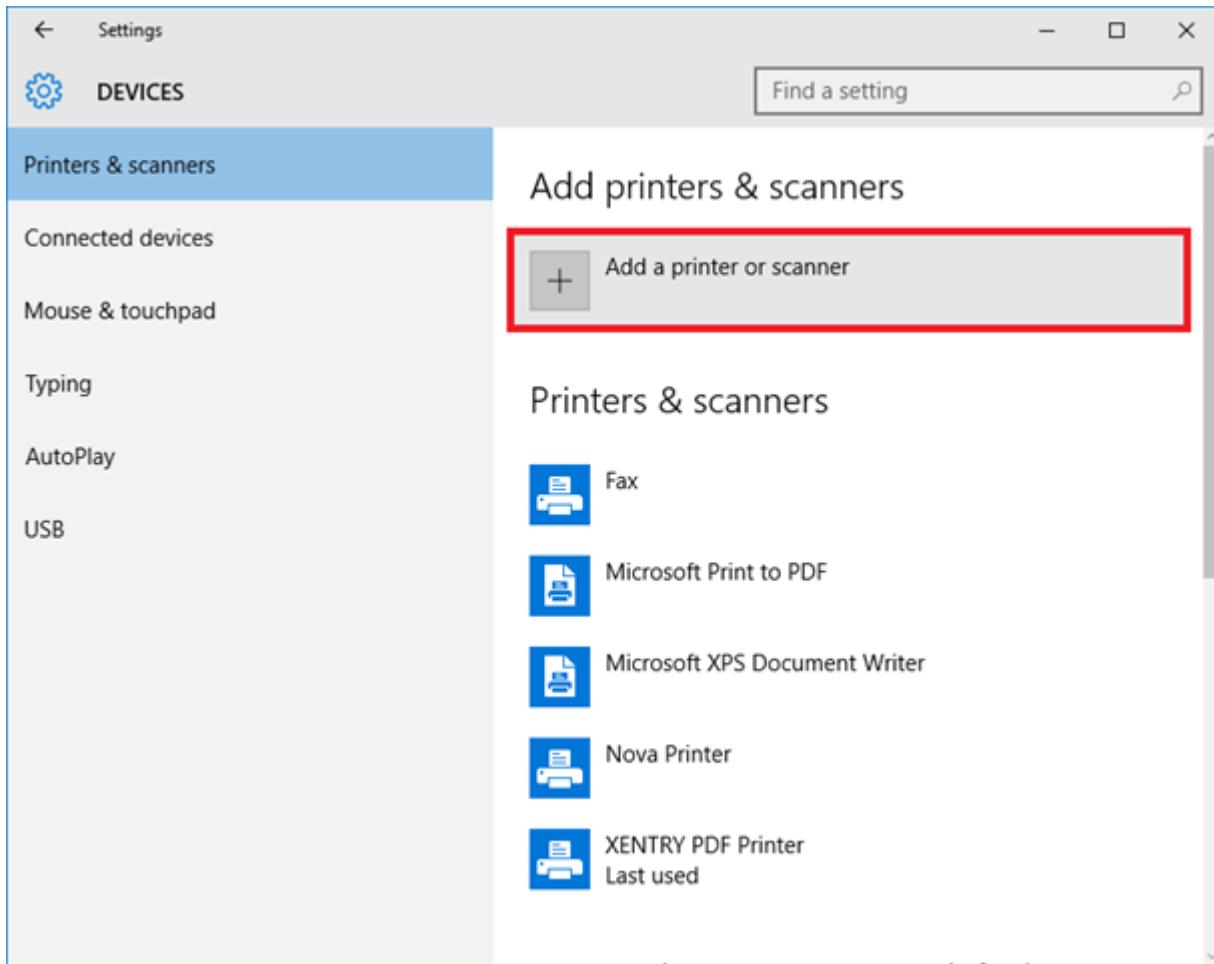 Settings
DEVICES
Find a setting
Printers & scanners
Connected devices
Mouse & touchpad
Typing
AutoPlay
USB
Add printers & scanners
Add a printer or scanner
Printers & scanners
Fax
Microsoft Print to PDF
Microsoft XPS Document Writer
Nova Printer
XENTRY PDF Printer
Last used